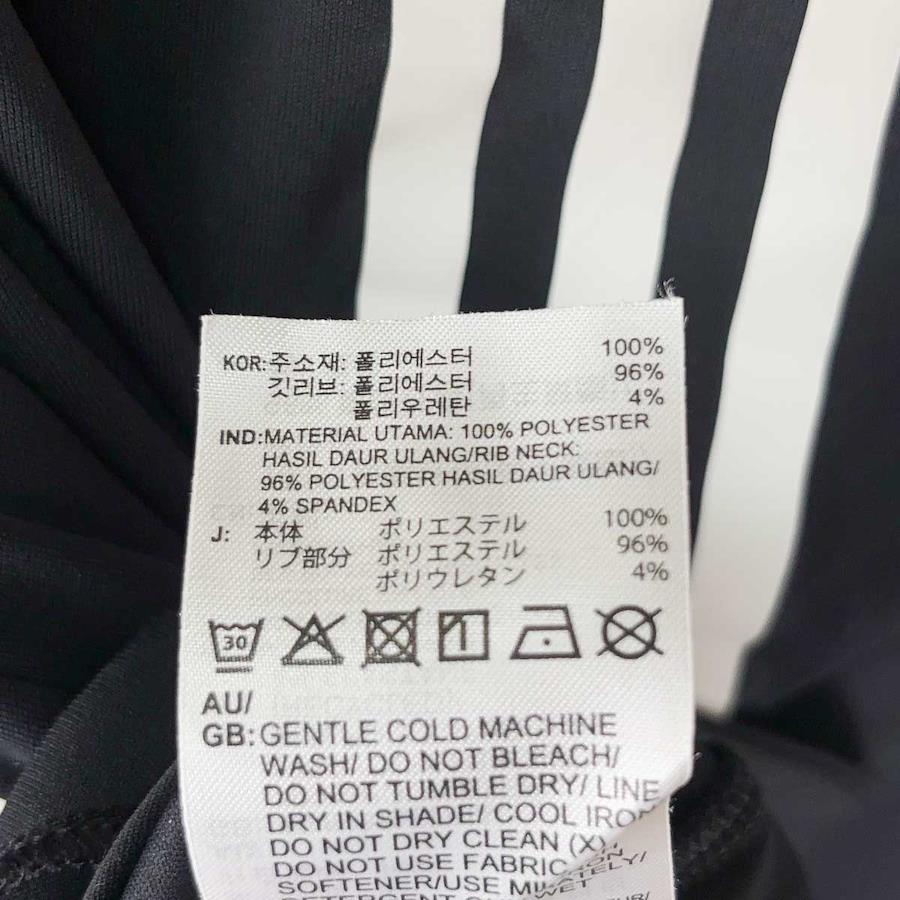 KOR:주소재: 폴리에스터 100%
깃리브: 폴리에스터 96%
폴리우레탄 4%
IND:MATERIAL UTAMA: 100% POLYESTER
HASIL DAUR ULANG/RIB NECK:
96% POLYESTER HASIL DAUR ULANG/
4% SPANDEX
J: 本体 ポリエステル 100%
リブ部分 ポリエステル 96%
ポリウレタン 4%
30
AU/
GB:GENTLE COLD MACHINE
WASH/ DO NOT BLEACH/
DO NOT TUMBLE DRY/ LINE
DRY IN SHADE/ COOL IRON
DO NOT DRY CLEAN (X)
DO NOT USE FABRIC
SOFTENER/USE
WET